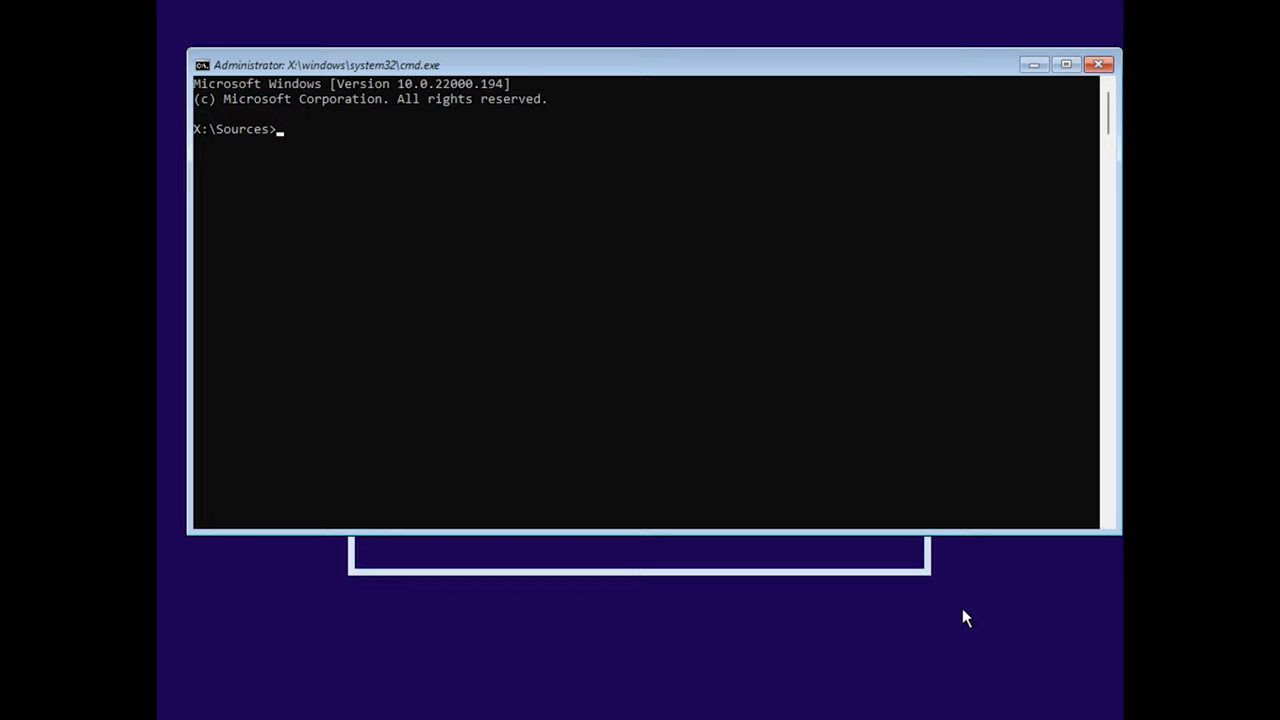 Administrator: X:\windows\system32\cmd.exe
Microsoft Windows [Version 10.0.22000.194]
(c) Microsoft Corporation. All rights reserved.
X:\Sources>